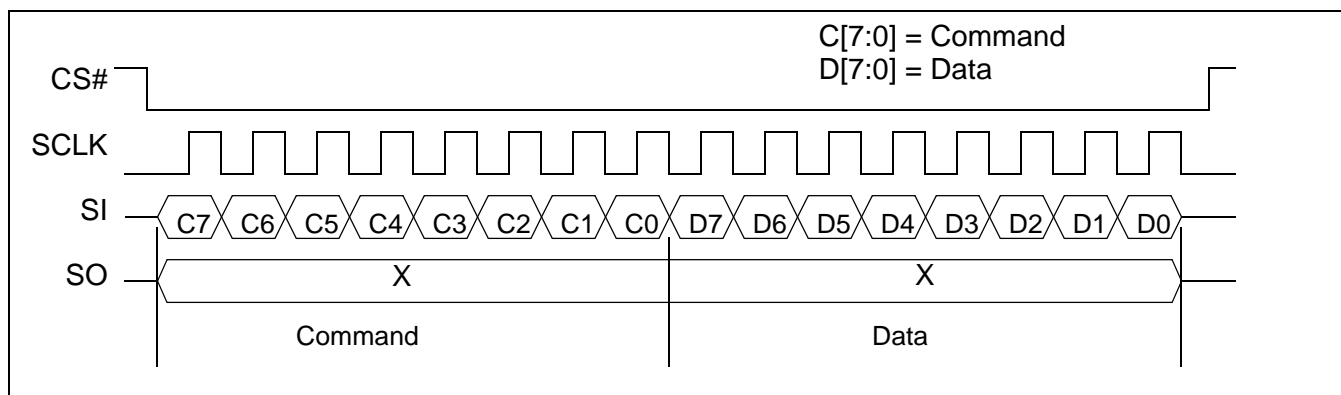 C[7:0] = Command
D[7:0] = Data
CS#
SCLK
SI C7 C6 C5 C4 C3 C2 C1 C0 D7 D6 D5 D4 D3 D2 D1 D0
SO X X
Command Data